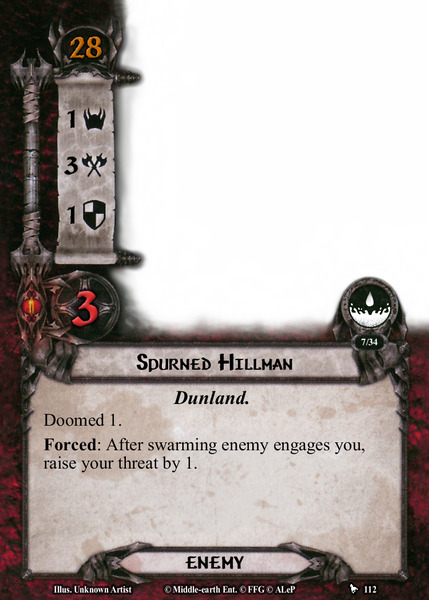 28
1
3
1
3
7/34
Spurned Hillman
Dunland.
Doomed 1.
Forced: After swarming enemy engages you,
raise your threat by 1.
ENEMY
Illus. Unknown Artist © Middle-earth Ent. © FFG © ALeP 112